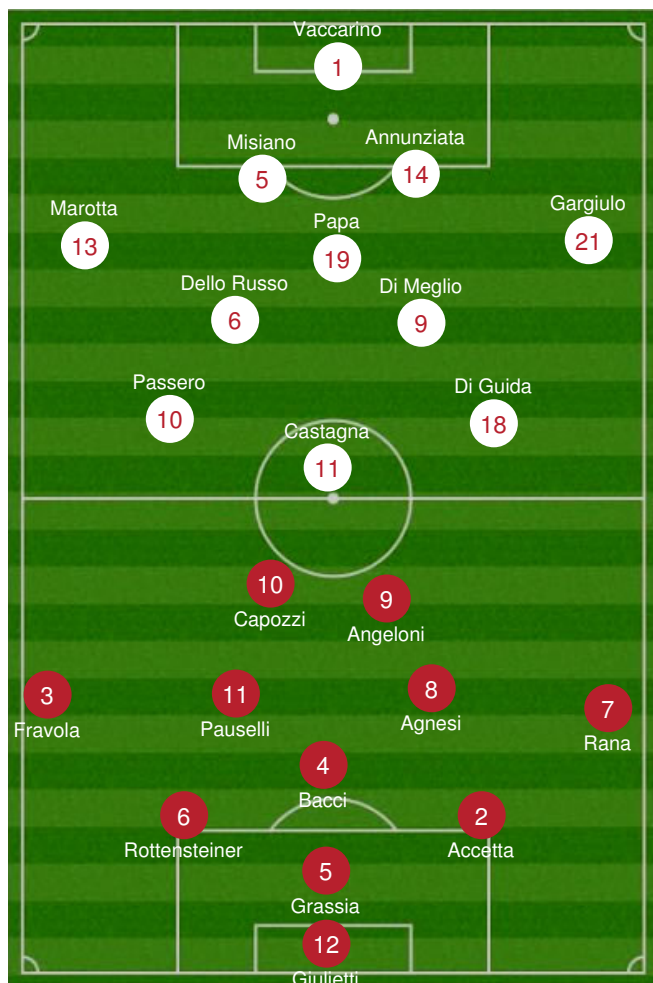 Vaccarino
1
Misiano
5
Annunziata
14
Marotta
13
Papa
19
Gargiulo
21
Dello Russo
6
Di Meglio
9
Passero
10
Di Guida
18
Castagna
11
10
Capozzi
9
Angeloni
3
Fravola
11
Pauselli
8
Agnesi
7
Rana
4
Bacci
6
Rottensteiner
2
Accetta
5
Grassia
12
Giulietti